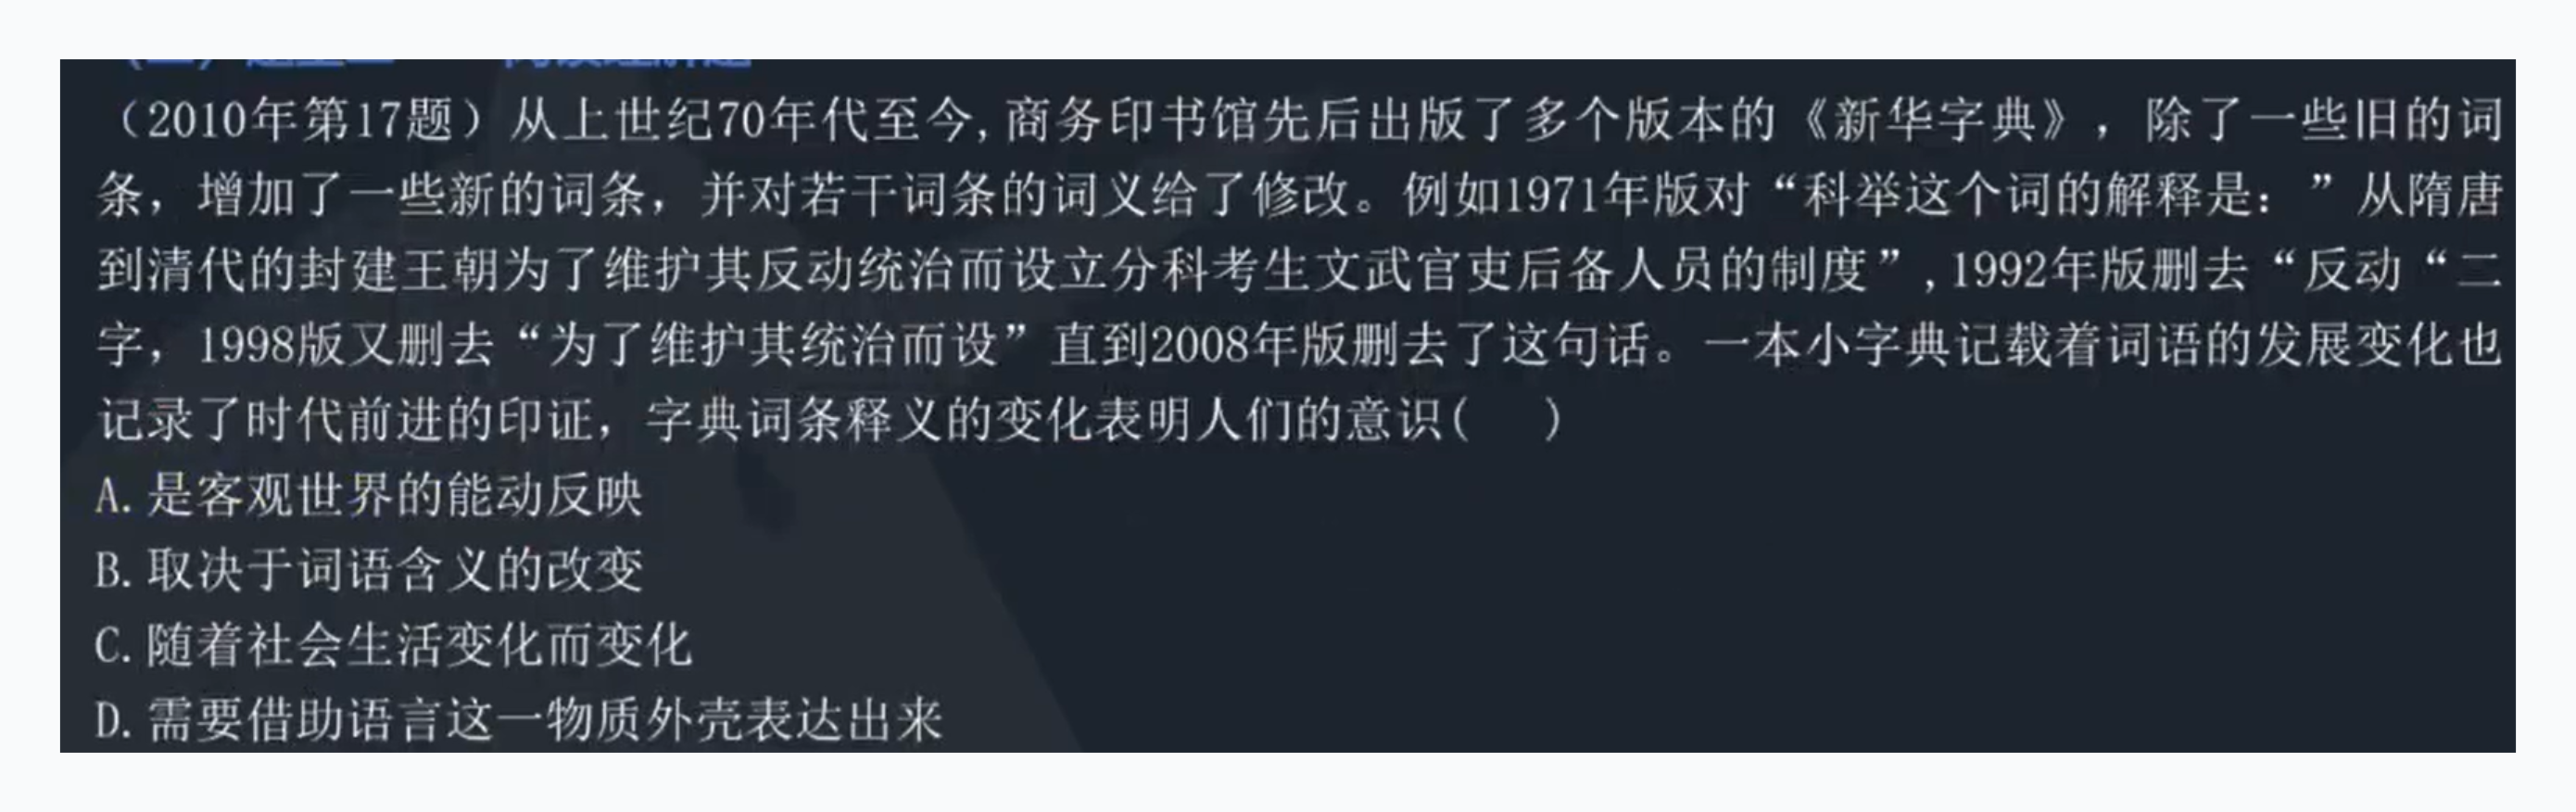 （2010年第17题）从上世纪70年代至今,商务印书馆先后出版了多个版本的《新华字典》，除了一些旧的词
条，增加了一些新的词条，并对若干词条的词义给了修改。例如1971年版对“科举这个词的解释是：”从隋唐
到清代的封建王朝为了维护其反动统治而设立分科考生文武官吏后备人员的制度”,1992年版删去“反动“二
字，1998版又删去“为了维护其统治而设”直到2008年版删去了这句话。一本小字典记载着词语的发展变化也
记录了时代前进的印证，字典词条释义的变化表明人们的意识(　)
A.是客观世界的能动反映
B.取决于词语含义的改变
C.随着社会生活变化而变化
D.需要借助语言这一物质外壳表达出来